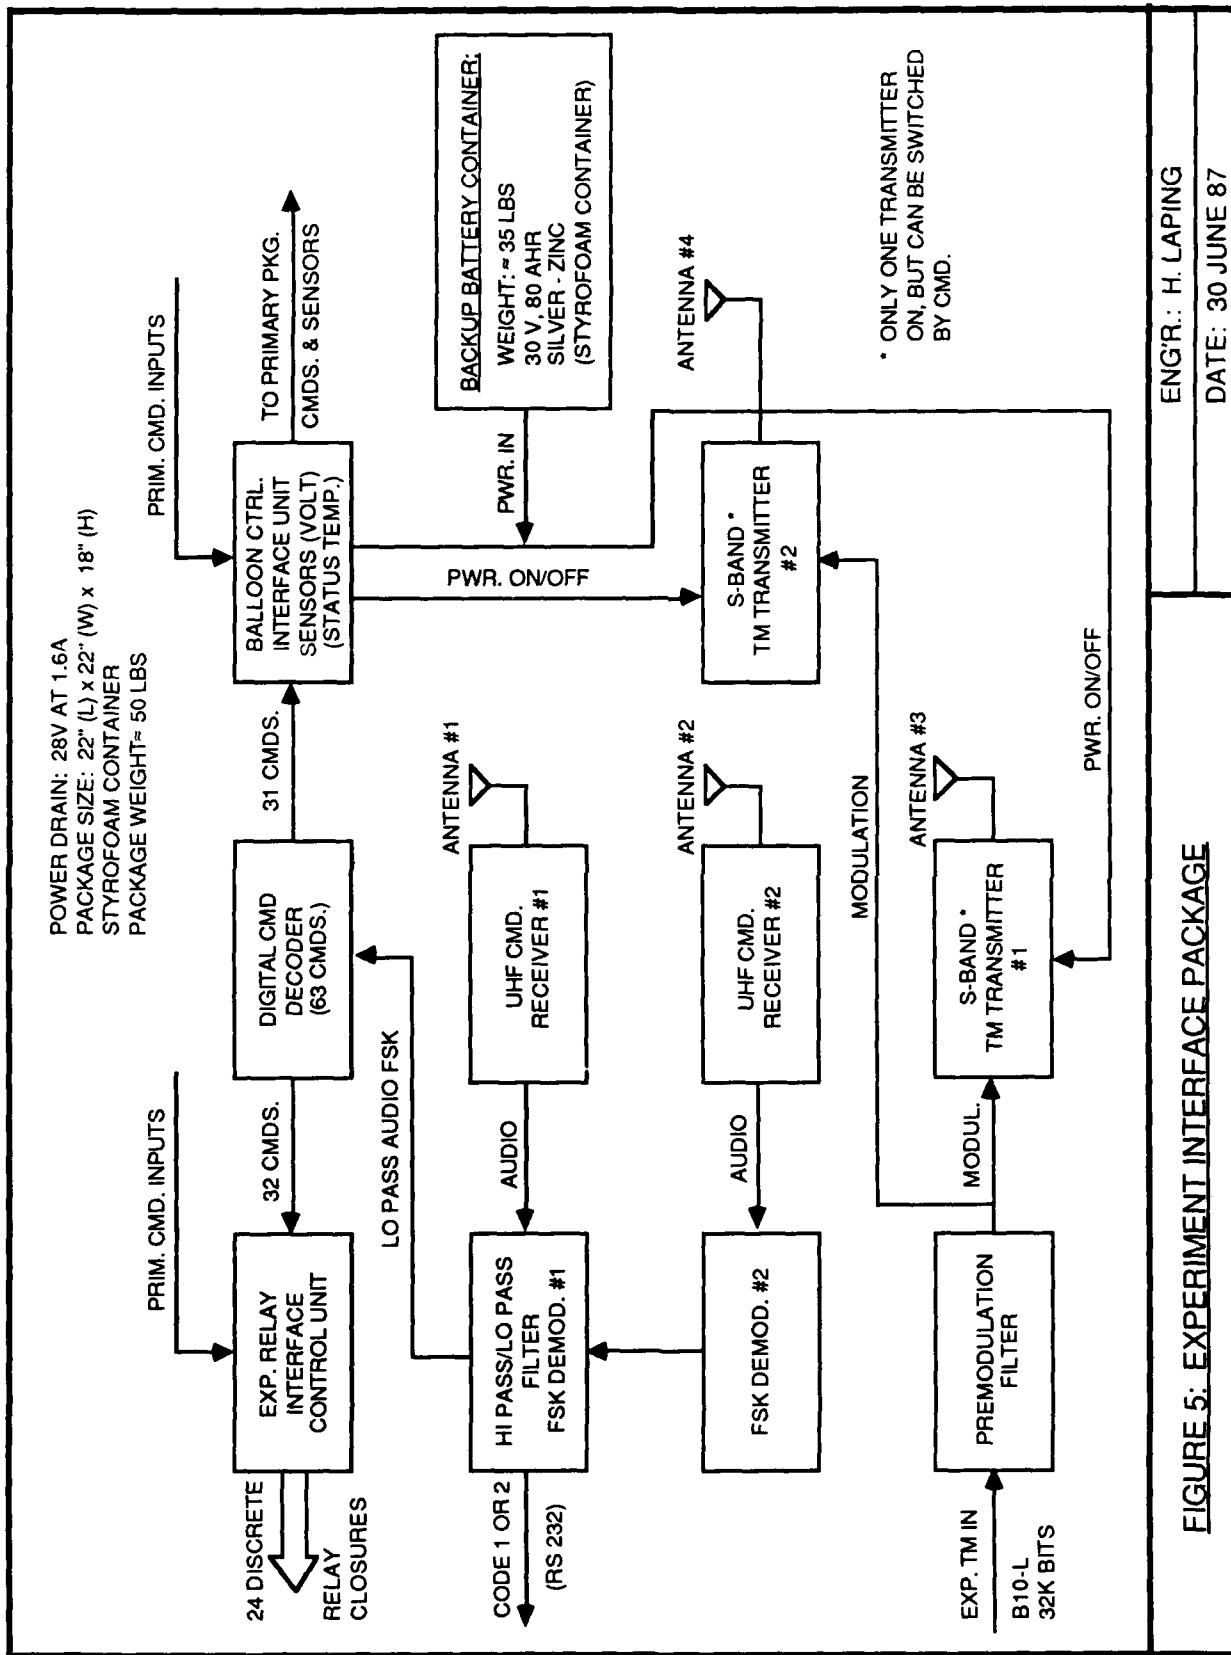 POWER DRAIN: 28V AT 1.6A
PACKAGE SIZE: 22" (L) x 22" (W) x 18" (H)
STYROFOAM CONTAINER
PACKAGE WEIGHT≈ 50 LBS
PRIM. CMD. INPUTS
PRIM. CMD. INPUTS
24 DISCRETE
RELAY
CLOSURES
EXP. RELAY
INTERFACE
CONTROL UNIT
32 CMDS.
DIGITAL CMD
DECODER
(63 CMDS.)
31 CMDS.
BALLOON CTRL.
INTERFACE UNIT
SENSORS (VOLT)
(STATUS TEMP.)
TO PRIMARY PKG.
CMDS. & SENSORS
LO PASS AUDIO FSK
PWR. ON/OFF
PWR. IN
BACKUP BATTERY CONTAINER:
WEIGHT: ≈ 35 LBS
30 V, 80 AHR
SILVER - ZINC
(STYROFOAM CONTAINER)
CODE 1 OR 2
(RS 232)
HI PASS/LO PASS
FILTER
FSK DEMOD. #1
AUDIO
UHF CMD.
RECEIVER #1
ANTENNA #1
FSK DEMOD. #2
AUDIO
UHF CMD.
RECEIVER #2
ANTENNA #2
S-BAND *
TM TRANSMITTER
#2
ANTENNA #4
MODULATION
EXP. TM IN
B10-L
32K BITS
PREMODULATION
FILTER
MODUL.
S-BAND *
TM TRANSMITTER
#1
ANTENNA #3
PWR. ON/OFF
* ONLY ONE TRANSMITTER
ON, BUT CAN BE SWITCHED
BY CMD.
FIGURE 5: EXPERIMENT INTERFACE PACKAGE
ENG'R.: H. LAPING
DATE: 30 JUNE 87